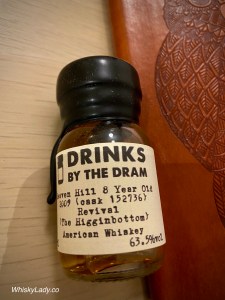 DRINKS
BY THE DRAM
Heaven Hill 8 Year Old
2009 (cask 152736)
Revival
(The Higginbottom)
American Whiskey
63.5%vol
WhiskyLady.co